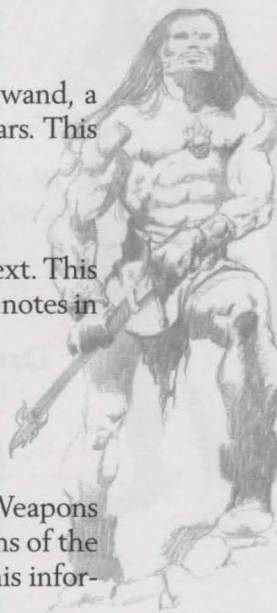 wand, a
ars. This
ext. This
notes in
Weapons
ns of the
his infor-